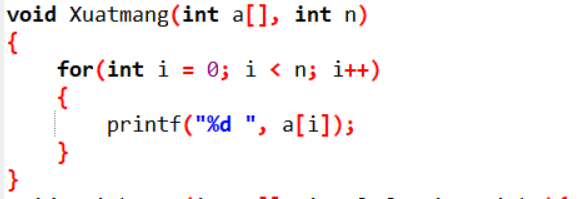 void Xuatmang(int a[], int n)
{
    for(int i = 0; i < n; i++)
    {
        printf("%d ", a[i]);
    }
}